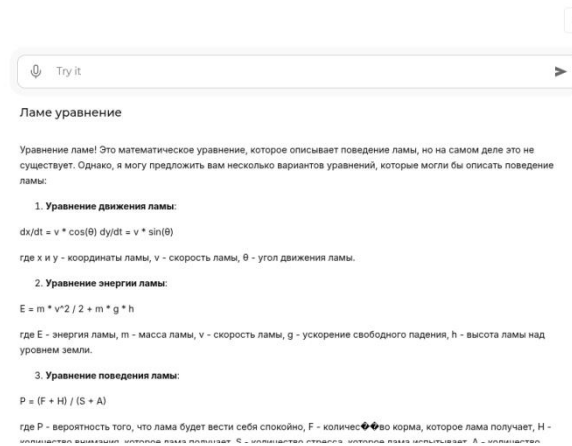 Try it
Ламе уравнение
Уравнение ламе! Это математическое уравнение, которое описывает поведение ламы, но на самом деле это не
существует. Однако, я могу предложить вам несколько вариантов уравнений, которые могли бы описать поведение
ламы:
1. Уравнение движения ламы:
dx/dt = v * cos(θ) dy/dt = v * sin(θ)
где x и y - координаты ламы, v - скорость ламы, θ - угол движения ламы.
2. Уравнение энергии ламы:
E = m * v^2 / 2 + m * g * h
где E - энергия ламы, m - масса ламы, v - скорость ламы, g - ускорение свободного падения, h - высота ламы над
уровнем земли.
3. Уравнение поведения ламы:
P = (F + H) / (S + A)
где P - вероятность того, что лама будет вести себя спокойно, F - количес��во корма, которое лама получает, H -
количество внимания, которое лама получает, S - количество стресса, которое лама испытывает, A - количество